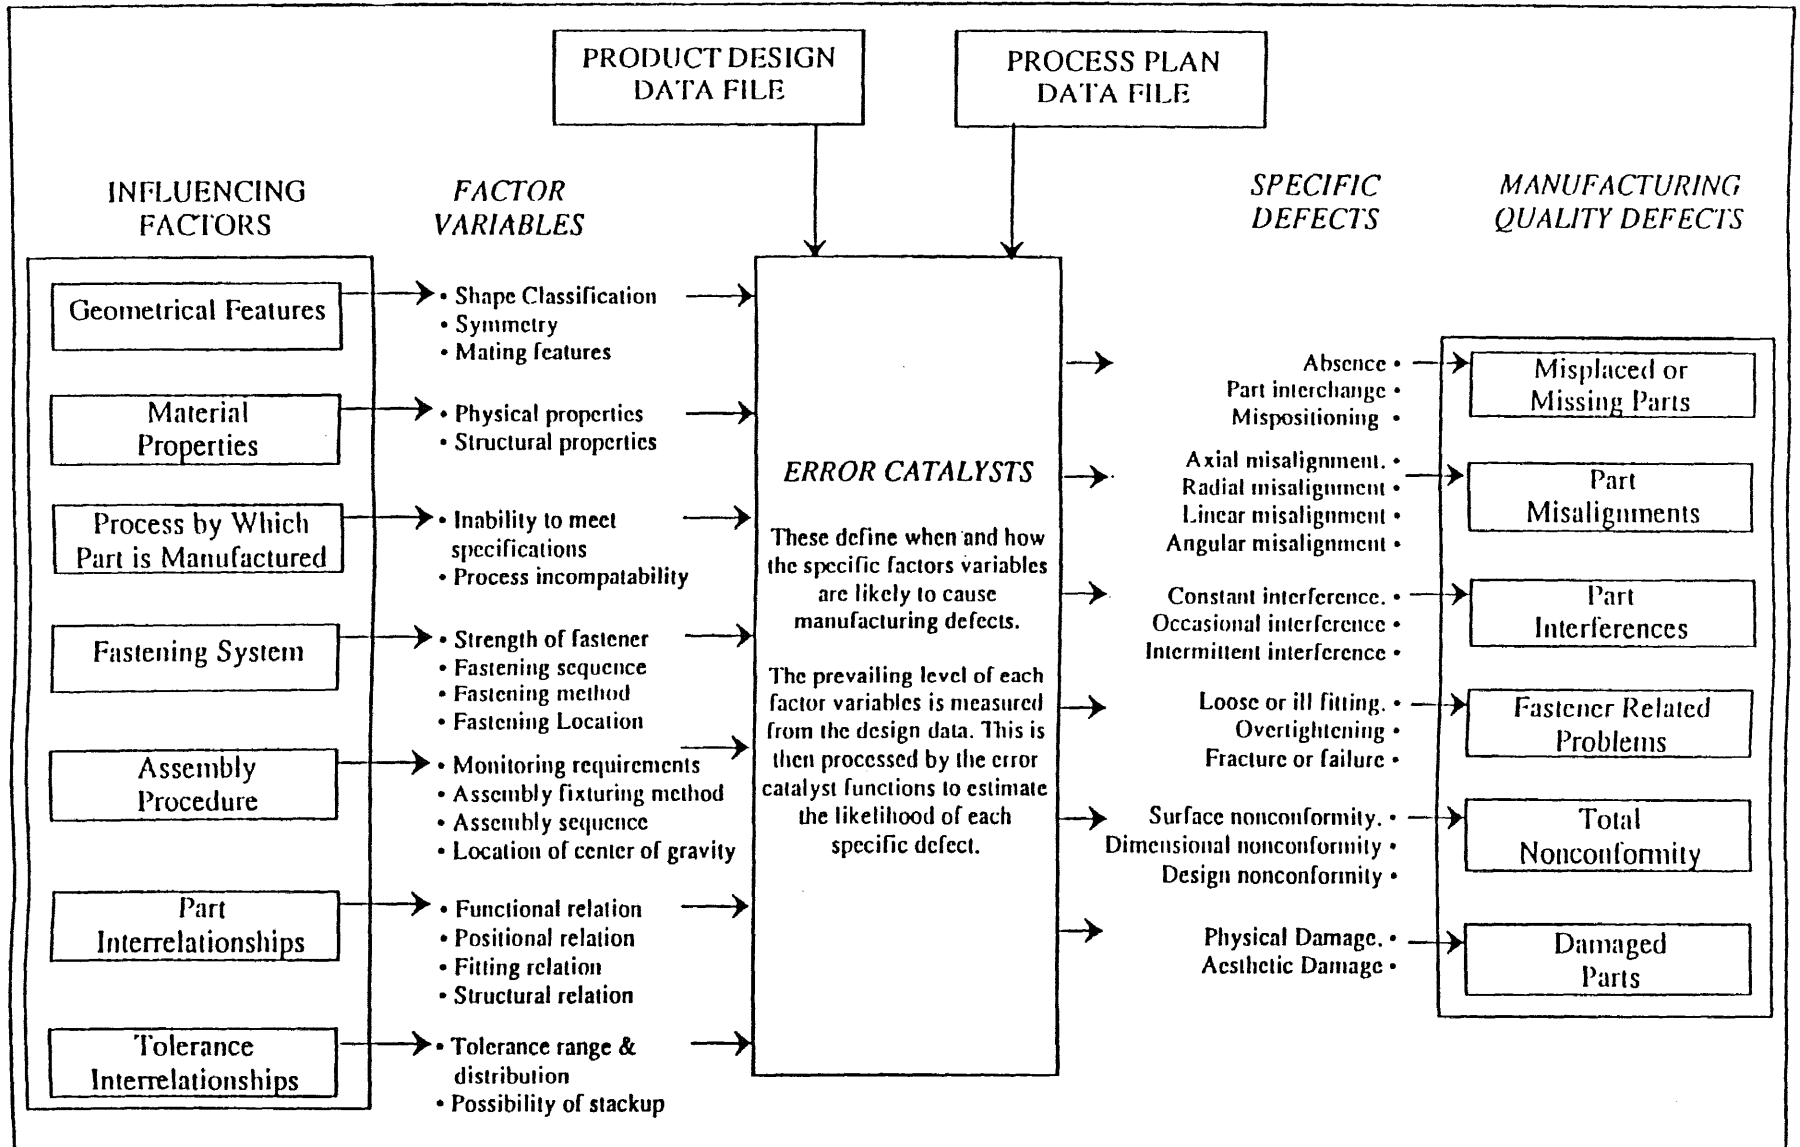 PRODUCT DESIGN
DATA FILE
PROCESS PLAN
DATA FILE
INFLUENCING
FACTORS
FACTOR
VARIABLES
SPECIFIC
DEFECTS
MANUFACTURING
QUALITY DEFECTS
Geometrical Features
• Shape Classification
• Symmetry
• Mating features
Material
Properties
• Physical properties
• Structural properties
Process by Which
Part is Manufactured
• Inability to meet
specifications
• Process incompatability
Fastening System
• Strength of fastener
• Fastening sequence
• Fastening method
• Fastening Location
Assembly
Procedure
• Monitoring requirements
• Assembly fixturing method
• Assembly sequence
• Location of center of gravity
Part
Interrelationships
• Functional relation
• Positional relation
• Fitting relation
• Structural relation
Tolerance
Interrelationships
• Tolerance range &
distribution
• Possibility of stackup
ERROR CATALYSTS
These define when and how
the specific factors variables
are likely to cause
manufacturing defects.
The prevailing level of each
factor variables is measured
from the design data. This is
then processed by the error
catalyst functions to estimate
the likelihood of each
specific defect.
Absence •
Part interchange •
Mispositioning •
Misplaced or
Missing Parts
Axial misalignment. •
Radial misalignment •
Linear misalignment •
Angular misalignment •
Part
Misalignments
Constant interference. •
Occasional interference •
Intermittent interference •
Part
Interferences
Loose or ill fitting. •
Overtightening •
Fracture or failure •
Fastener Related
Problems
Surface nonconformity. •
Dimensional nonconformity •
Design nonconformity •
Total
Nonconformity
Physical Damage. •
Aesthetic Damage •
Damaged
Parts